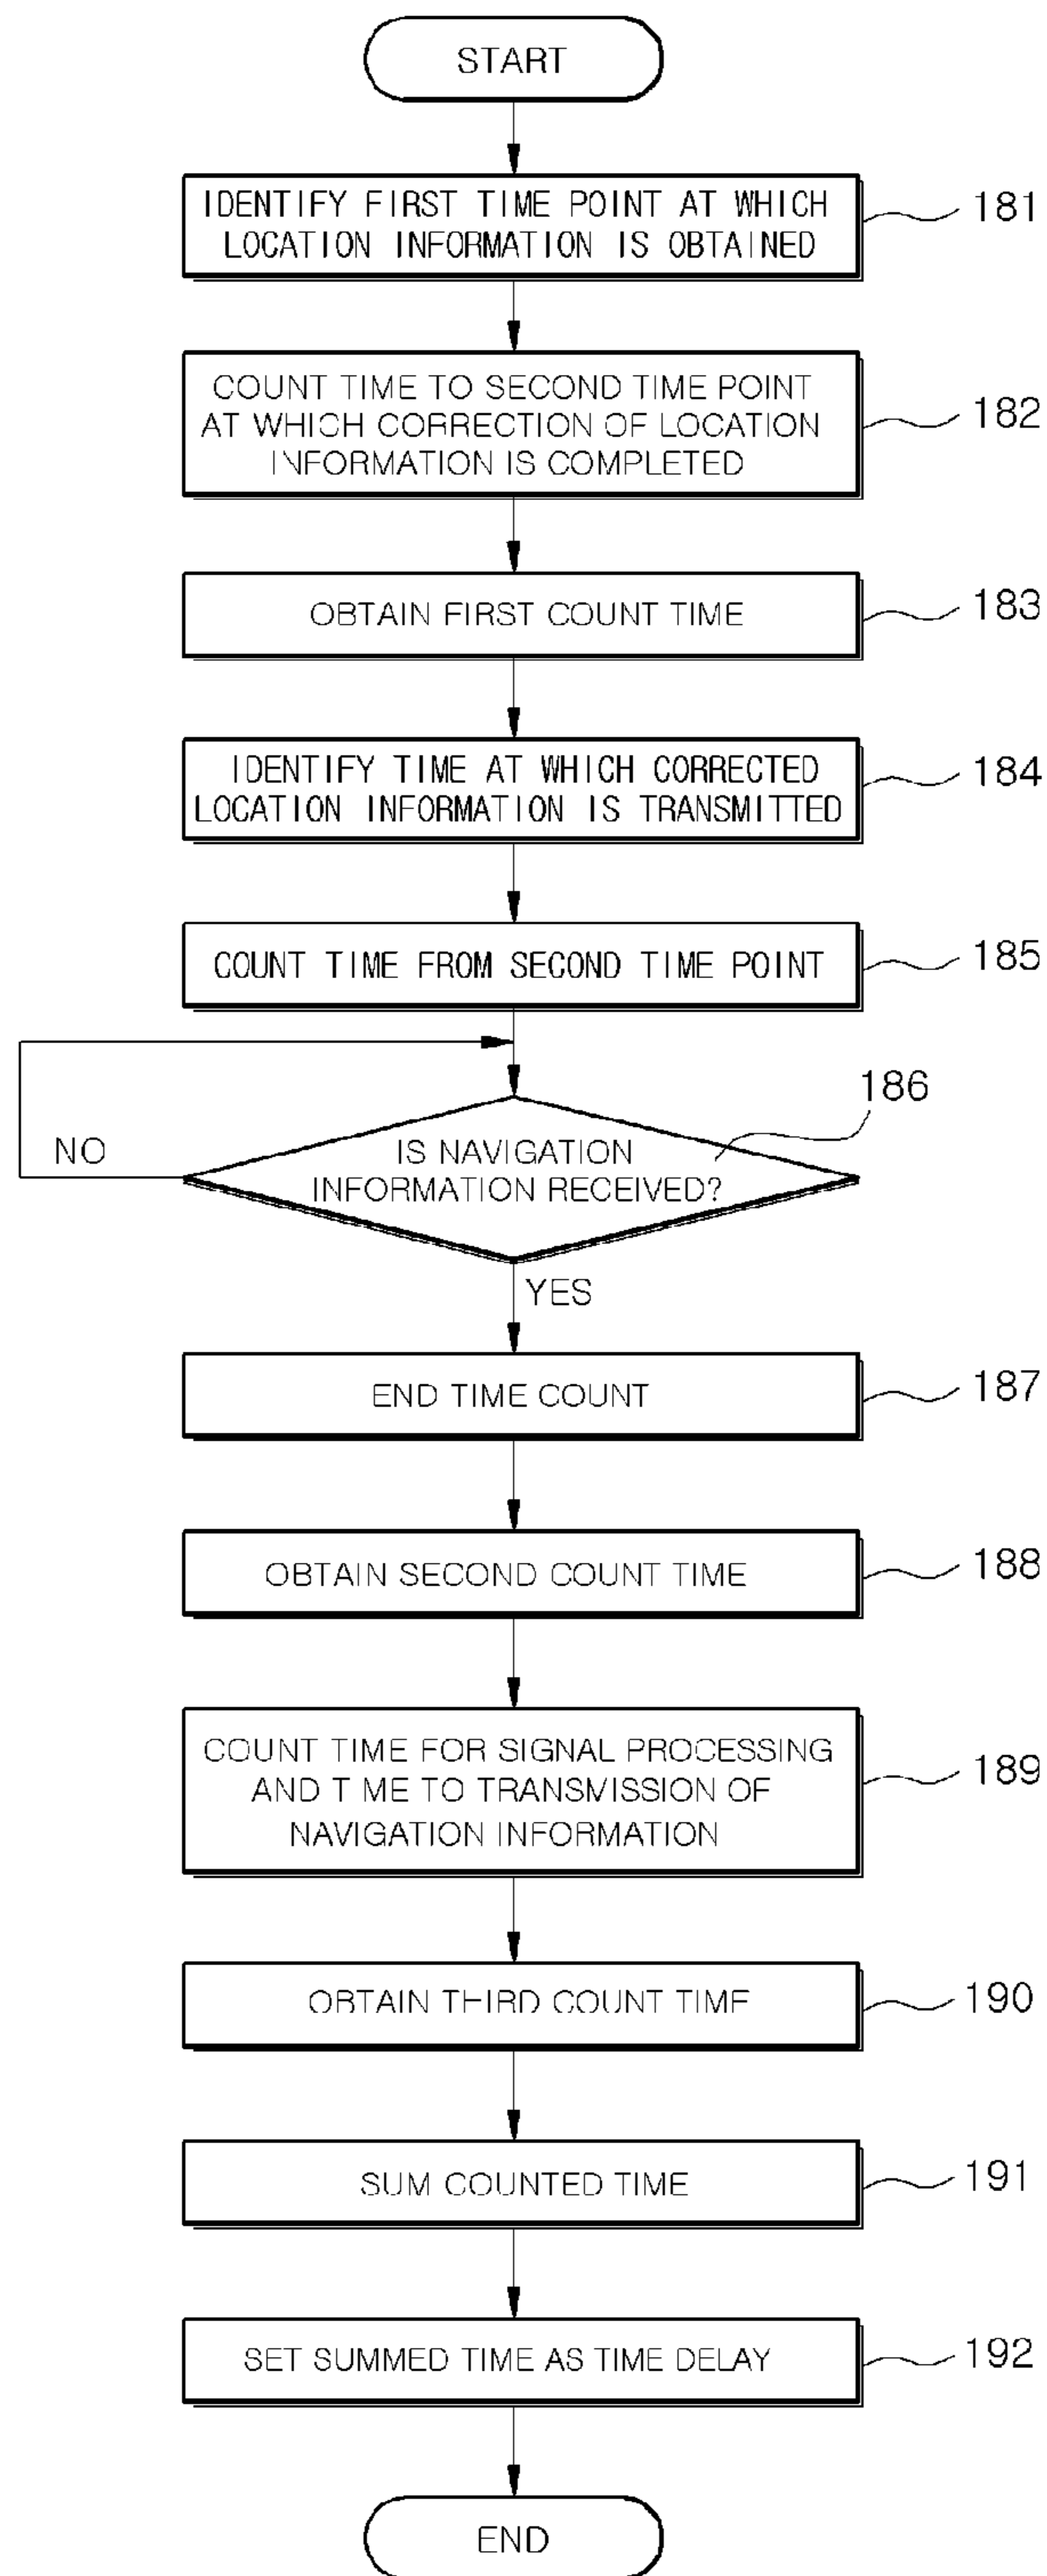 START
IDENTIFY FIRST TIME POINT AT WHICH
LOCATION INFORMATION IS OBTAINED
181
COUNT TIME TO SECOND TIME POINT
AT WHICH CORRECTION OF LOCATION
INFORMATION IS COMPLETED
182
OBTAIN FIRST COUNT TIME
183
IDENTIFY TIME AT WHICH CORRECTED
LOCATION INFORMATION IS TRANSMITTED
184
COUNT TIME FROM SECOND TIME POINT
185
186
NO
IS NAVIGATION
INFORMATION RECEIVED?
YES
END TIME COUNT
187
OBTAIN SECOND COUNT TIME
188
COUNT TIME FOR SIGNAL PROCESSING
AND TIME TO TRANSMISSION OF
NAVIGATION INFORMATION
189
OBTAIN THIRD COUNT TIME
190
SUM COUNTED TIME
191
SET SUMMED TIME AS TIME DELAY
192
END